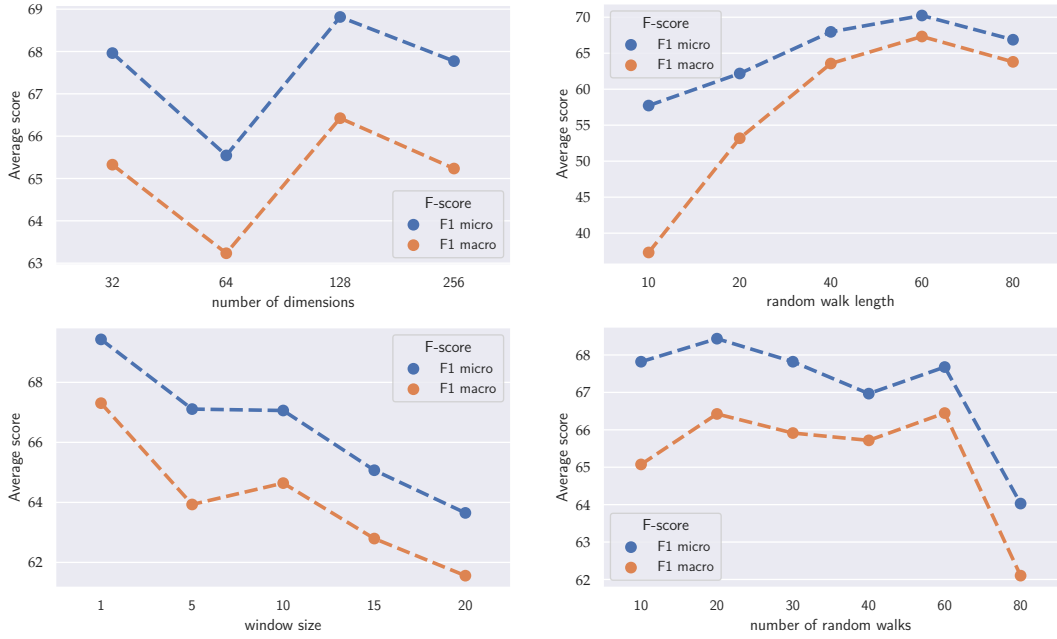 69
68
67
66
65
64
63
Average score
32
64
128
256
number of dimensions
F-score
F1 micro
F1 macro
70
65
60
55
50
45
40
Average score
10
20
40
60
80
random walk length
F-score
F1 micro
F1 macro
68
66
64
62
Average score
1
5
10
15
20
window size
F-score
F1 micro
F1 macro
68
67
66
65
64
63
62
Average score
10
20
30
40
60
80
number of random walks
F-score
F1 micro
F1 macro